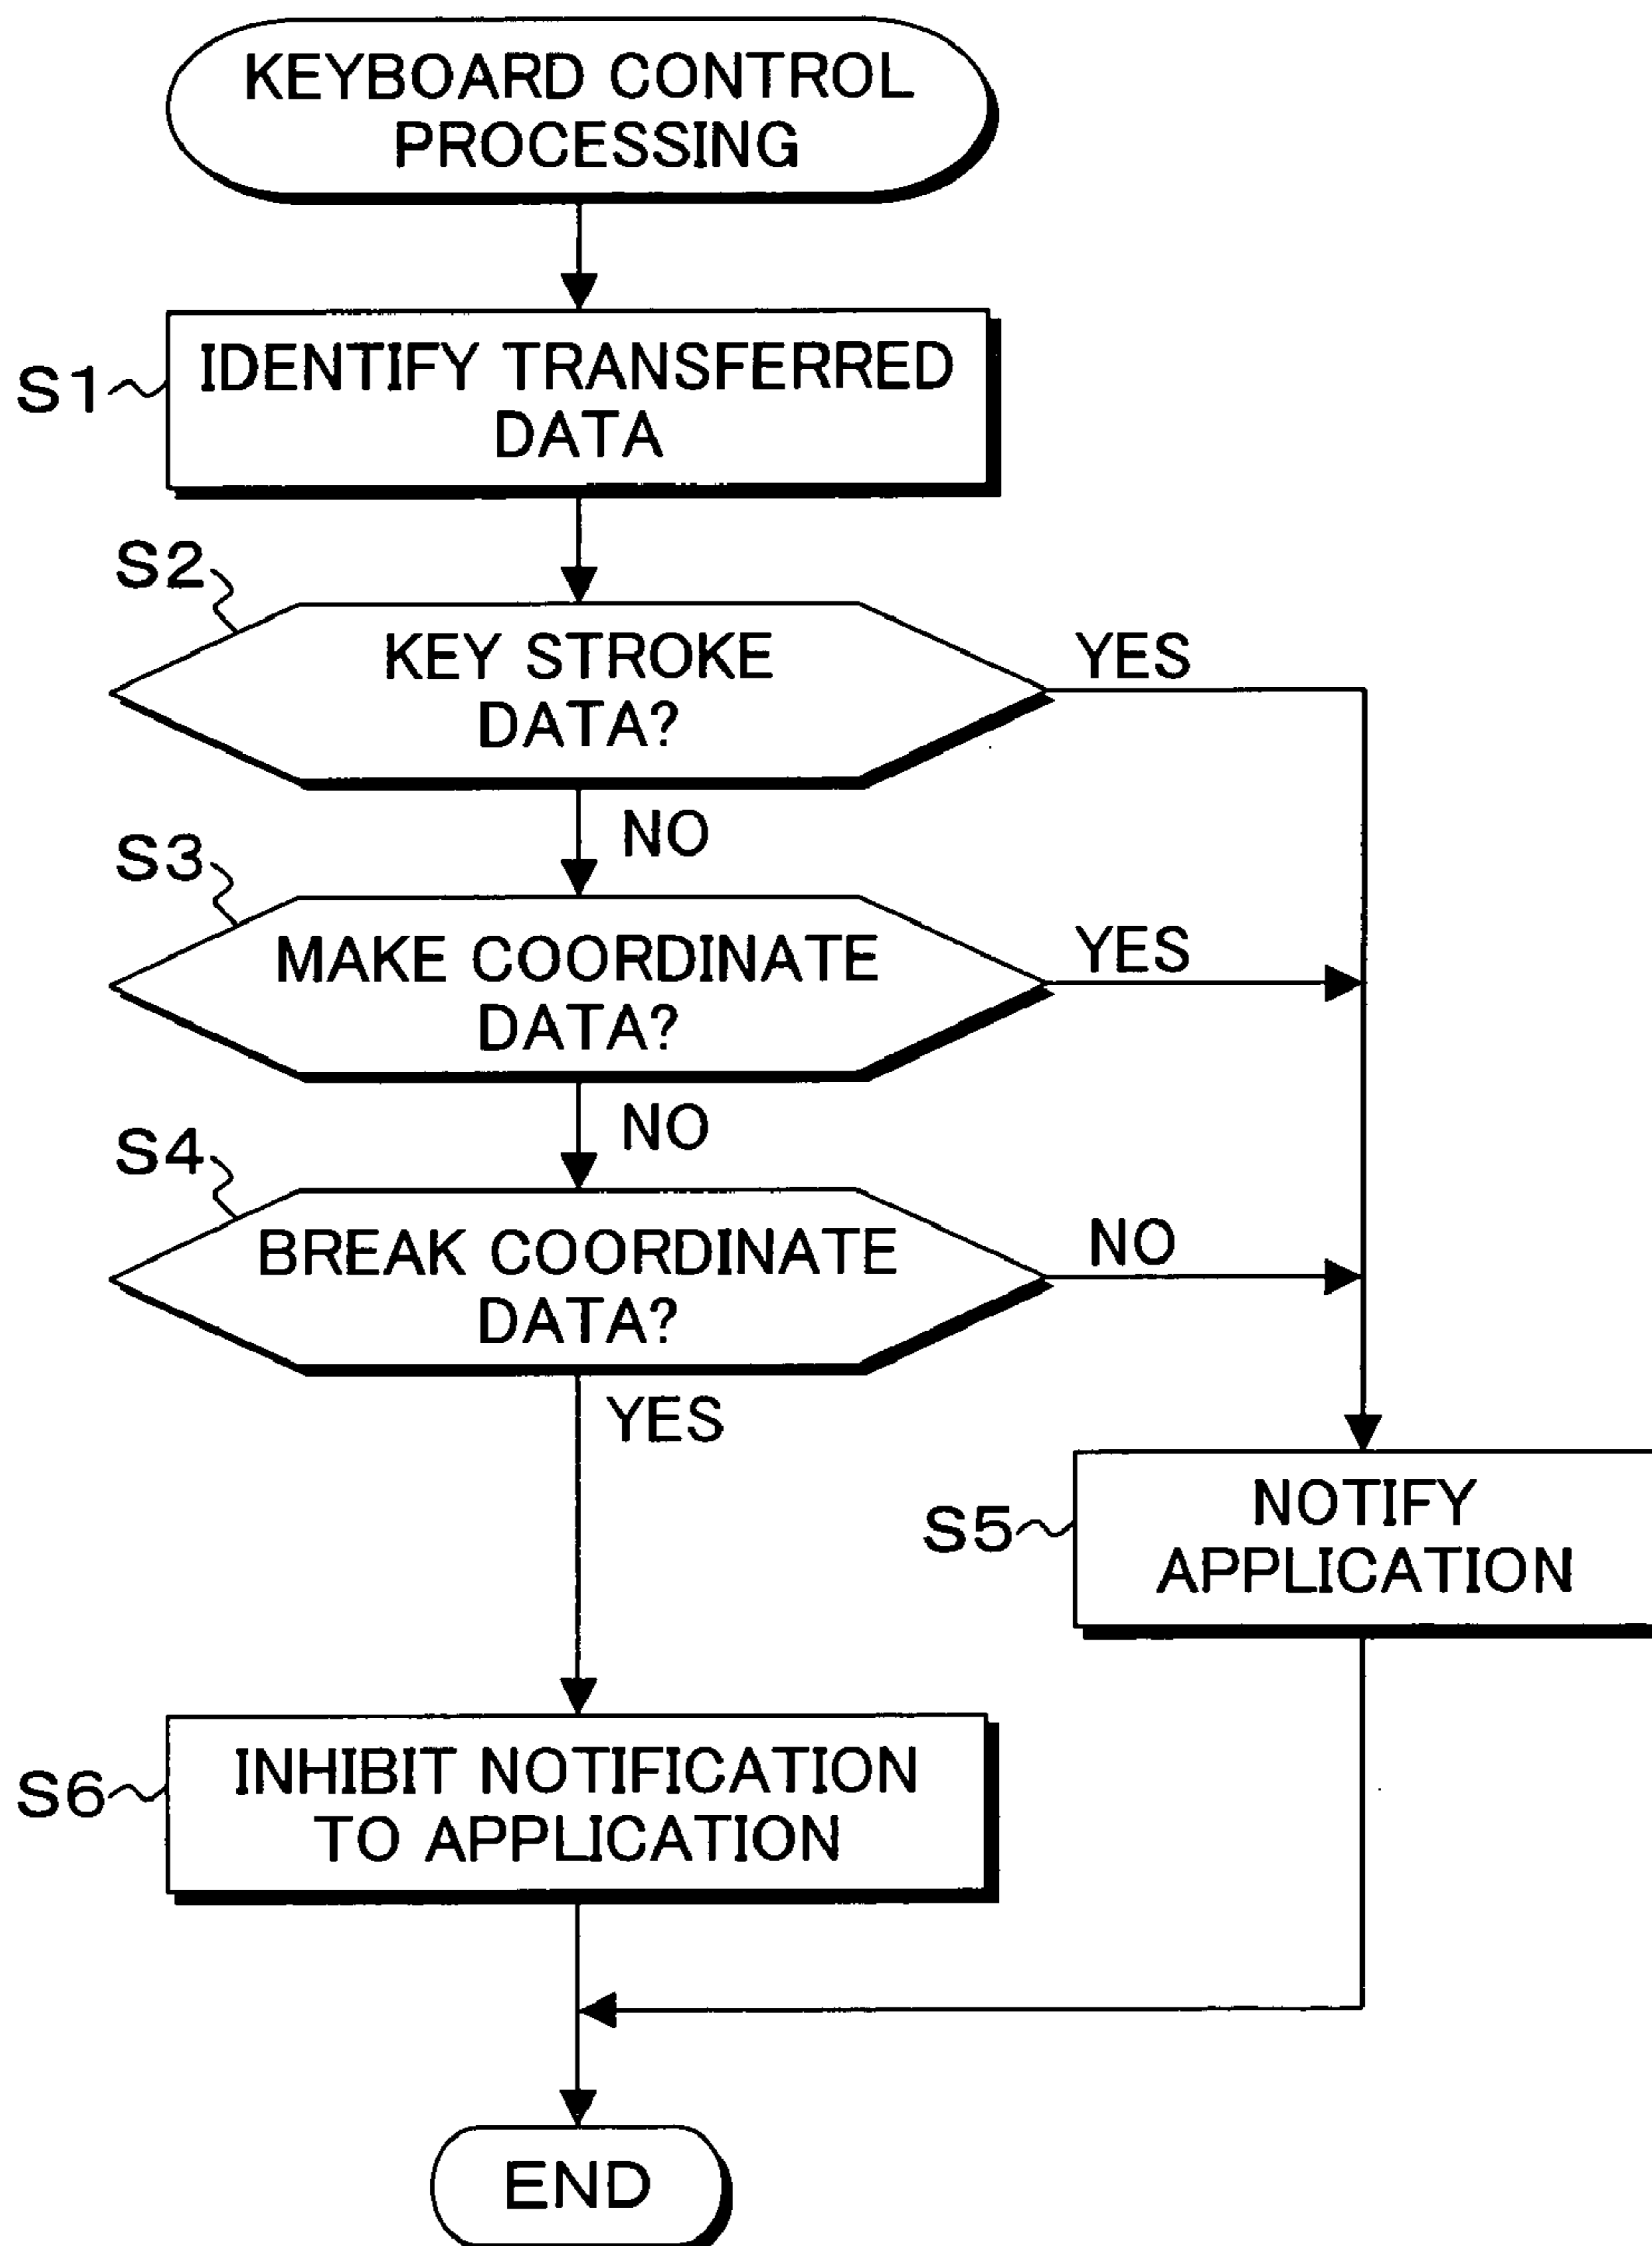 KEYBOARD CONTROL
PROCESSING
S1
IDENTIFY TRANSFERRED
DATA
S2
KEY STROKE
DATA?
YES
NO
S3
MAKE COORDINATE
DATA?
YES
NO
S4
BREAK COORDINATE
DATA?
NO
YES
S5
NOTIFY
APPLICATION
S6
INHIBIT NOTIFICATION
TO APPLICATION
END